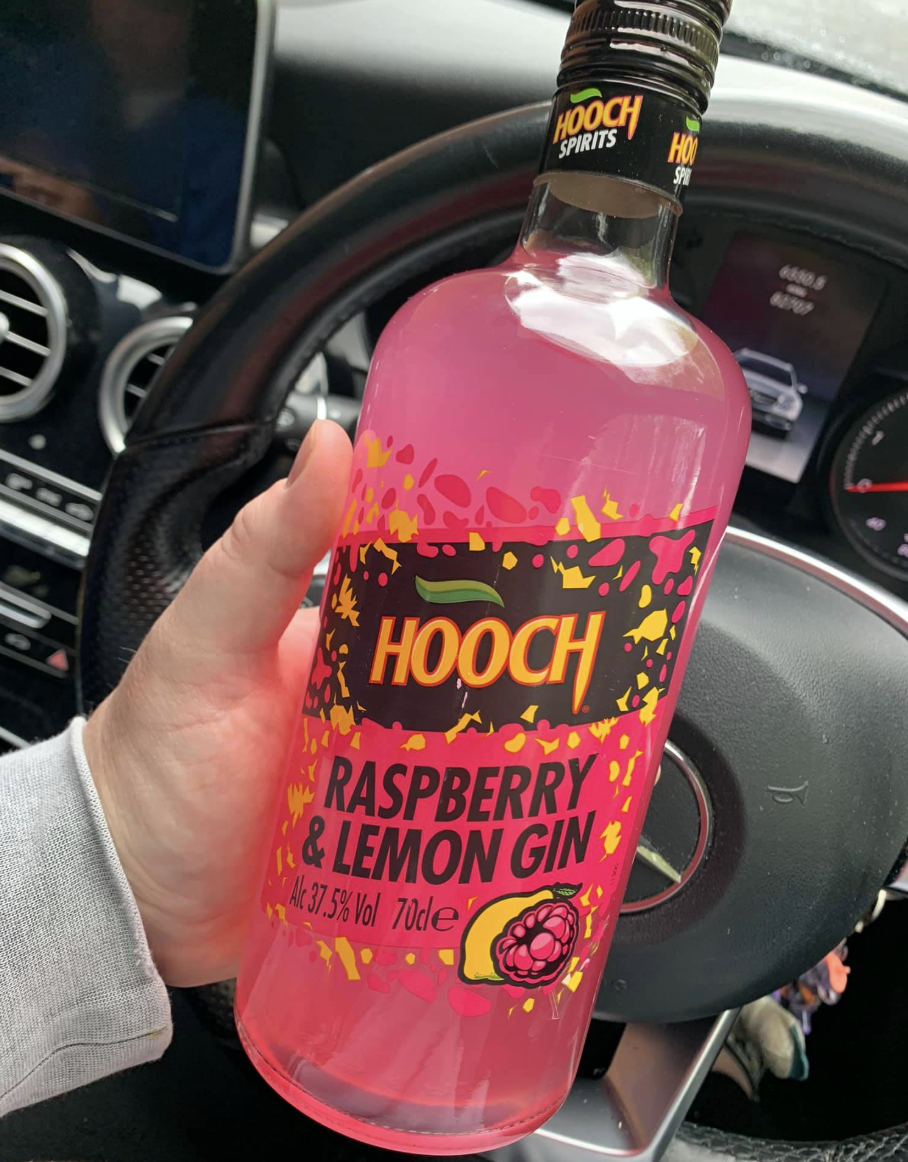 HOOCH
SPIRITS
HOOCH
RASPBERRY
& LEMON GIN
Alc 37.5% Vol 70cl e